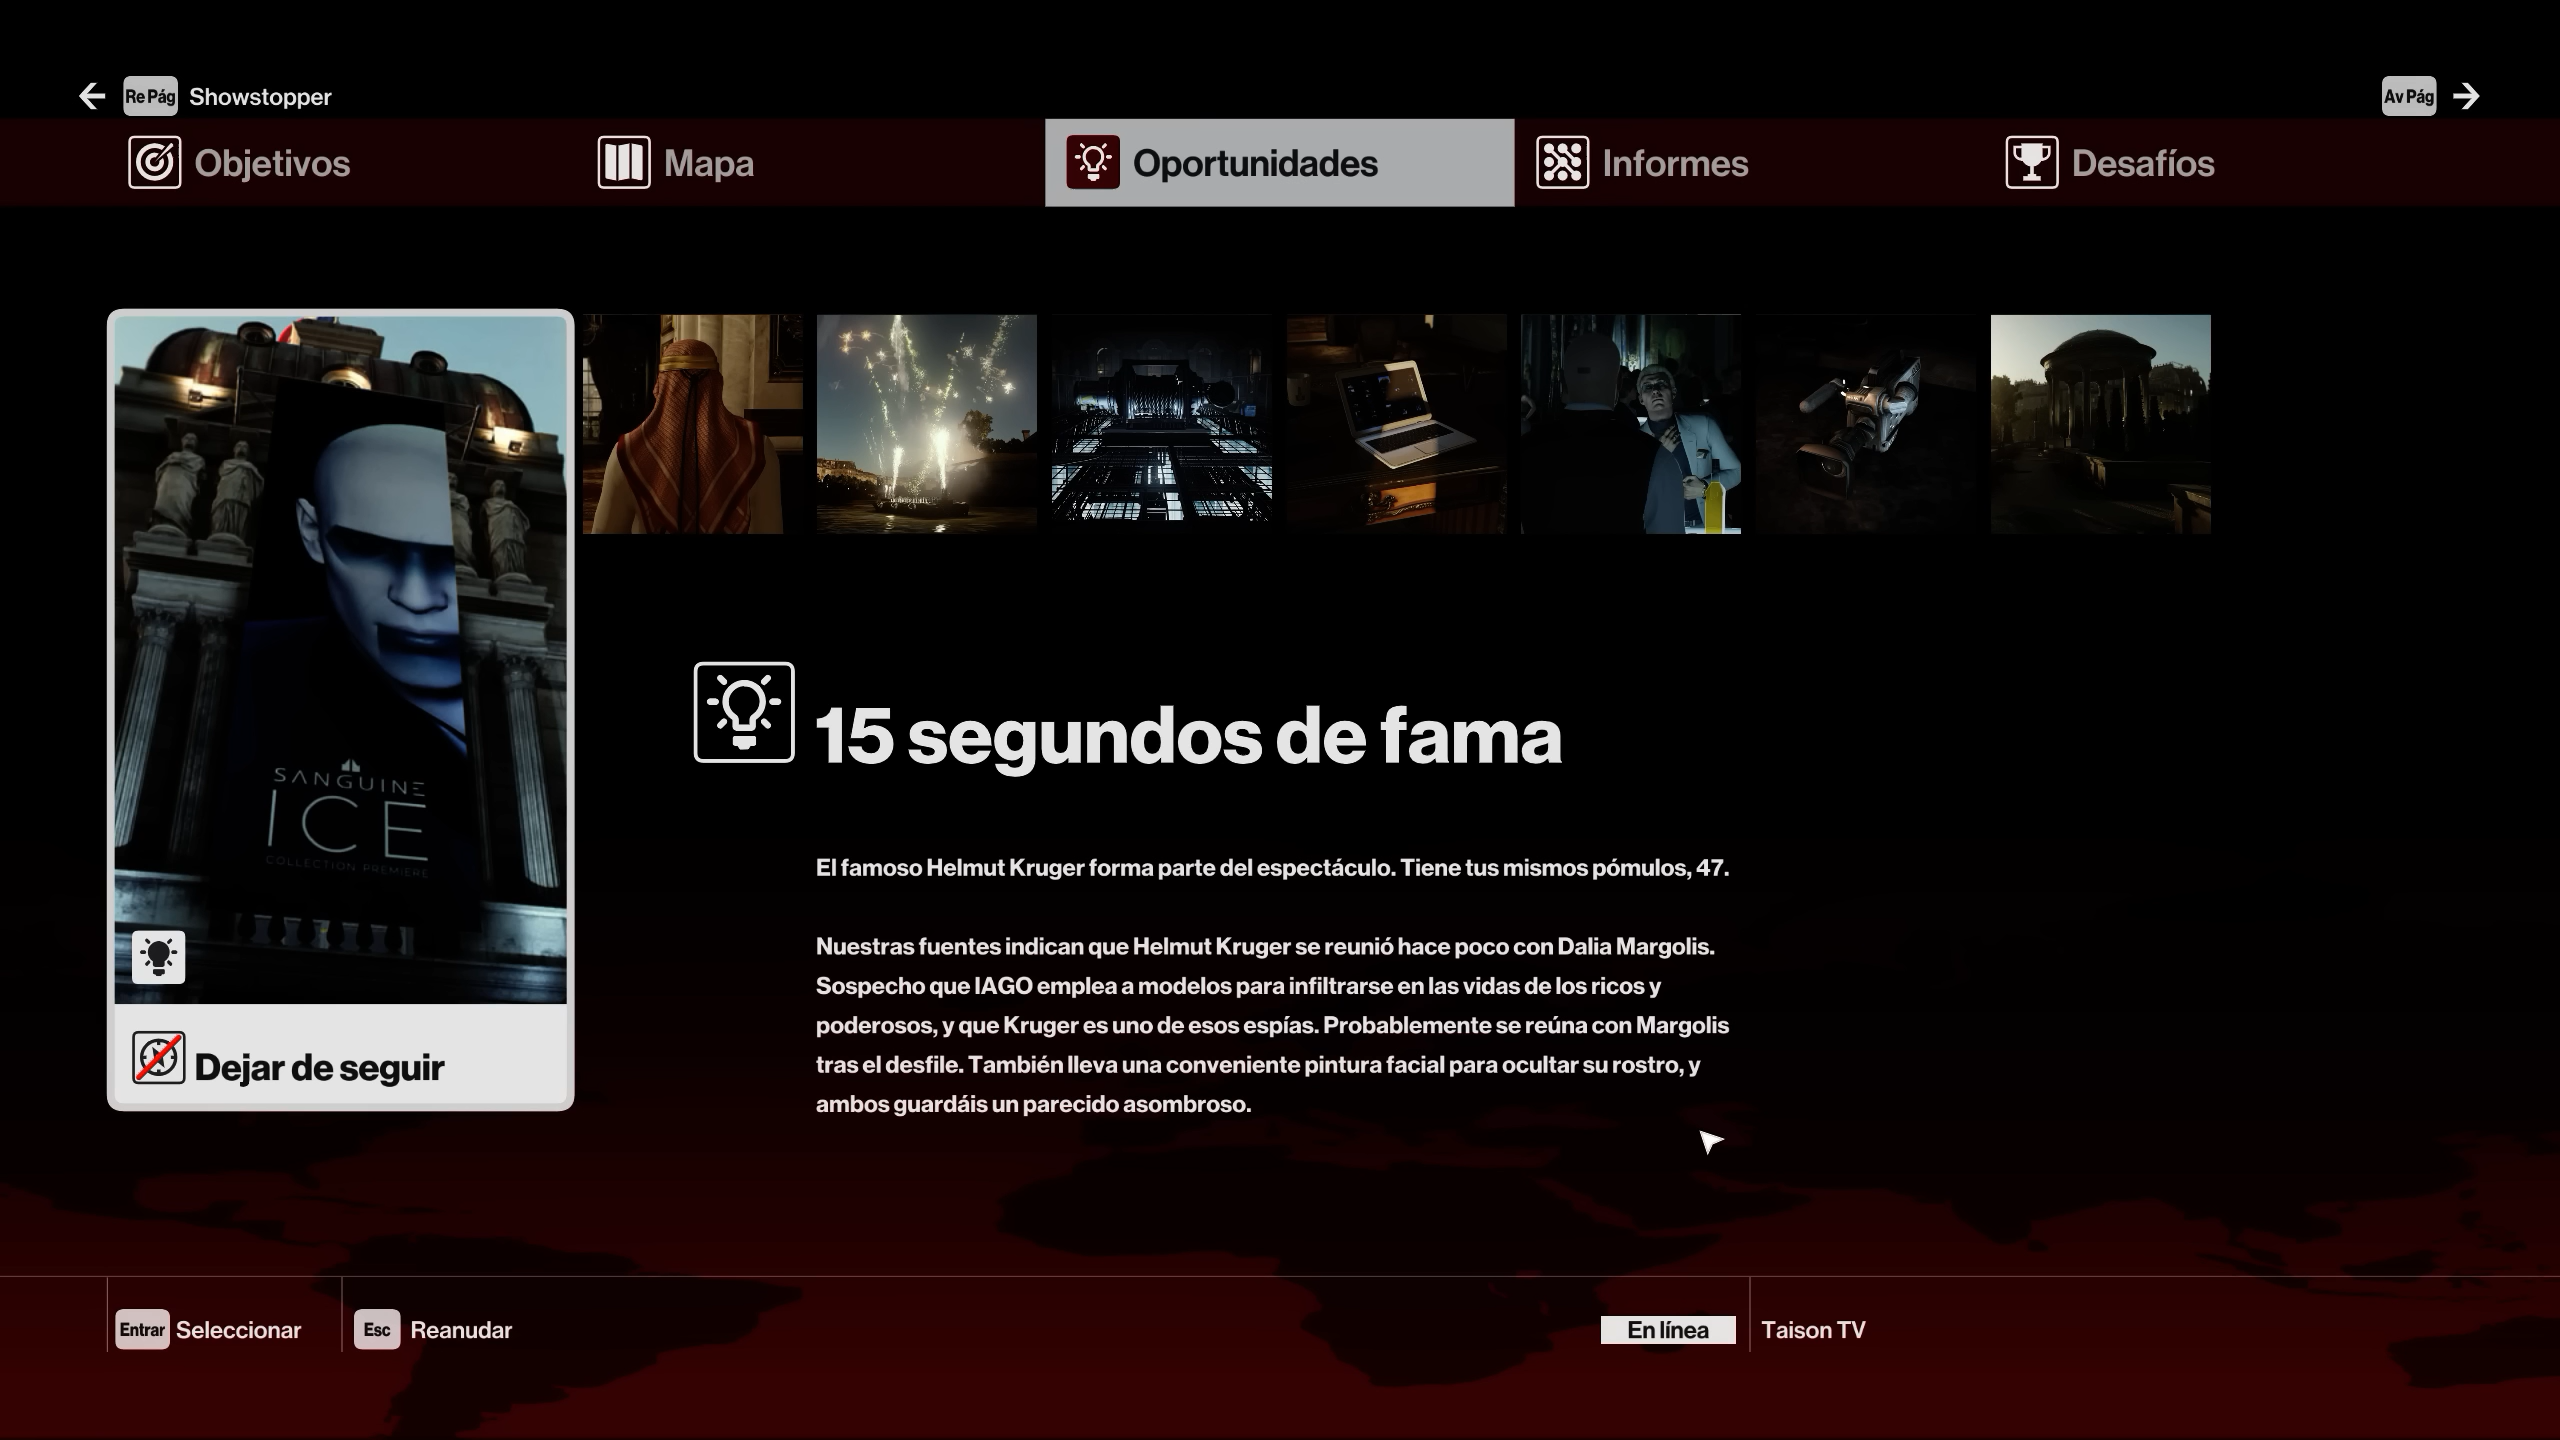 Re Pág Showstopper
Av Pág
Objetivos
Mapa
Oportunidades
Informes
Desafíos
SANGUINE
ICE
COLLECTION PREMIERE
Dejar de seguir
15 segundos de fama
El famoso Helmut Kruger forma parte del espectáculo. Tiene tus mismos pómulos, 47.
Nuestras fuentes indican que Helmut Kruger se reunió hace poco con Dalia Margolis.
Sospecho que IAGO emplea a modelos para infiltrarse en las vidas de los ricos y
poderosos, y que Kruger es uno de esos espías. Probablemente se reúna con Margolis
tras el desfile. También lleva una conveniente pintura facial para ocultar su rostro, y
ambos guardáis un parecido asombroso.
Entrar Seleccionar
Esc Reanudar
En línea
Taison TV